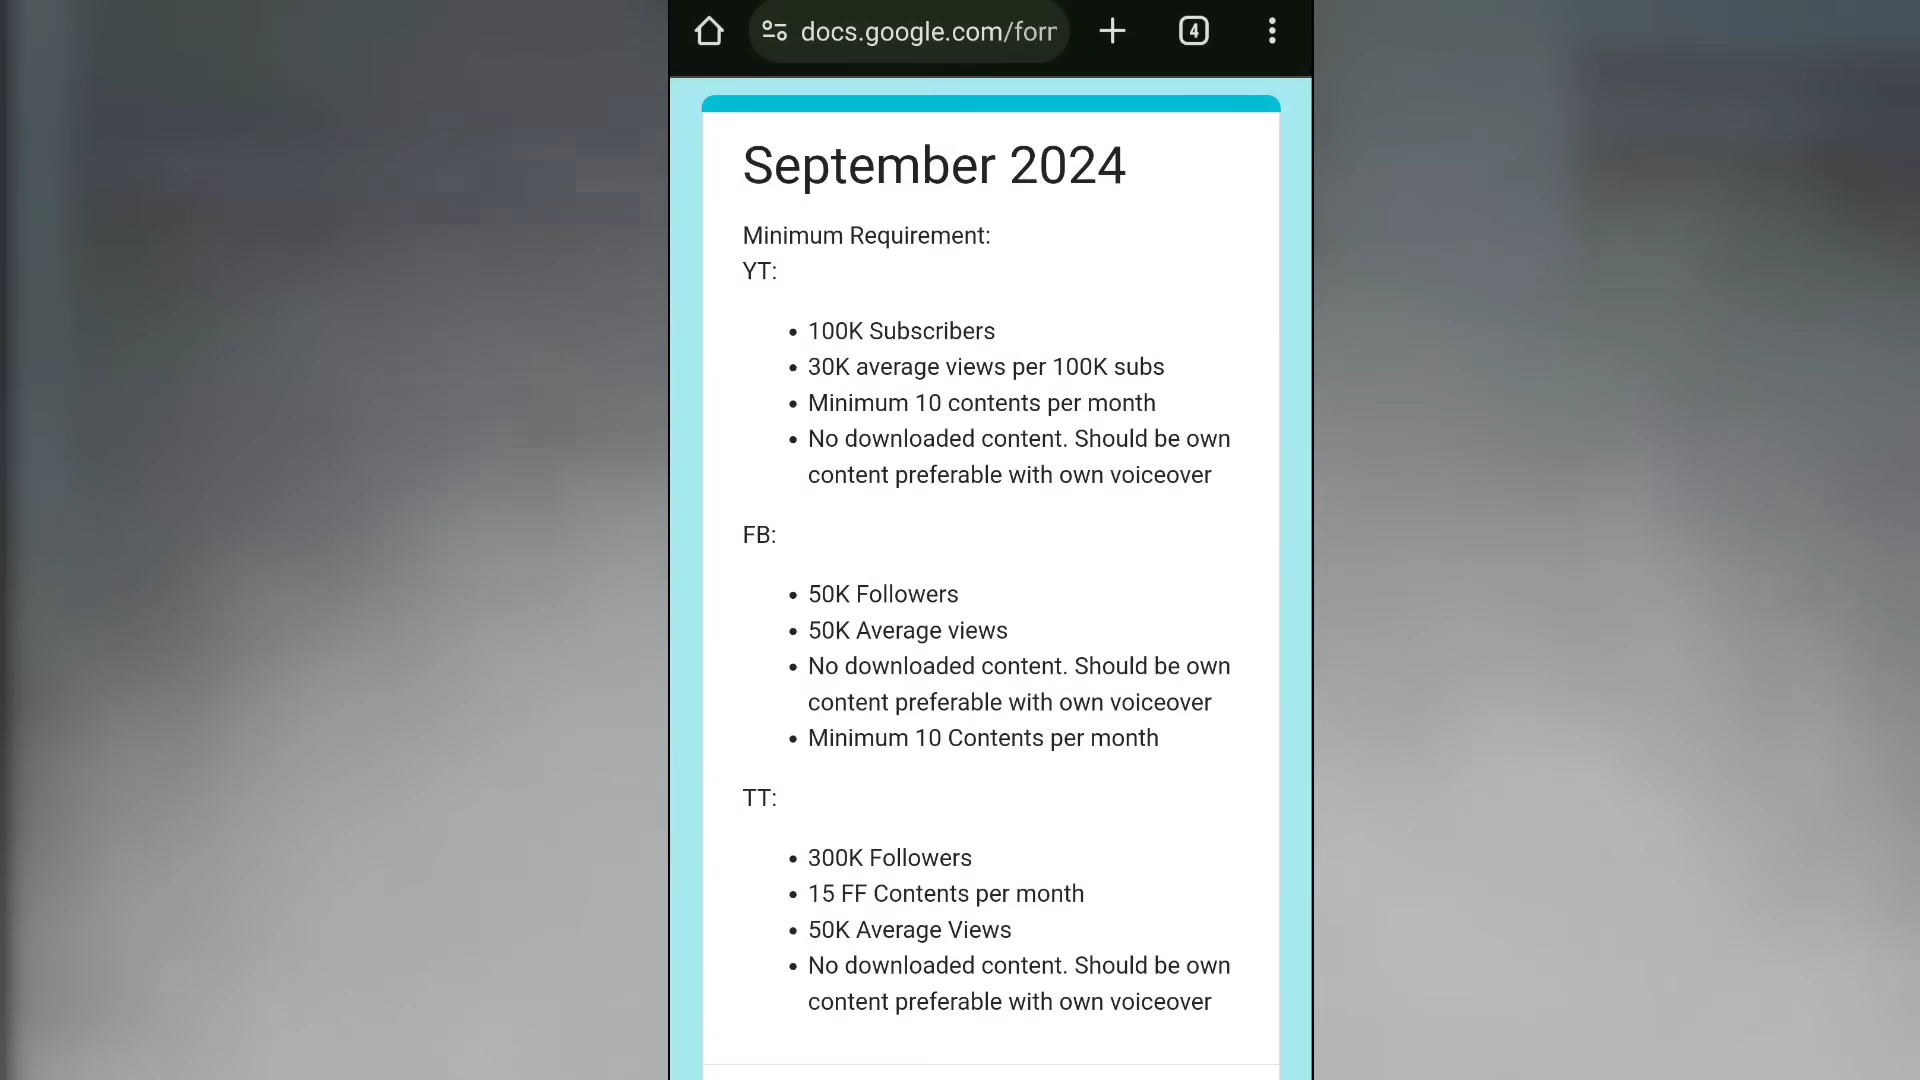 docs.google.com/forr
4
September 2024
Minimum Requirement:
YT:
100K Subscribers
30K average views per 100K subs
Minimum 10 contents per month
No downloaded content. Should be own
content preferable with own voiceover
FB:
50K Followers
50K Average views
No downloaded content. Should be own
content preferable with own voiceover
Minimum 10 Contents per month
TT:
300K Followers
15 FF Contents per month
50K Average Views
No downloaded content. Should be own
content preferable with own voiceover